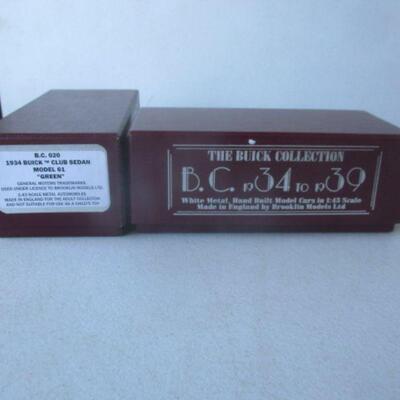 B.C. 020
1934 BUICK ™ CLUB SEDAN
MODEL 61
"GREEN"
GENERAL MOTORS TRADEMARKS
USED UNDER LICENCE TO BROOKLIN MODELS LTD.
1:43 SCALE METAL AUTOMOBILES
MADE IN ENGLAND FOR THE ADULT COLLECTOR
AND NOT SUITABLE FOR USE AS A CHILD'S TOY
THE BUICK COLLECTION
B.C. 1934 TO 1939
White Metal, Hand Built Model Cars in 1:43 Scale
Made in England by Brooklin Models Ltd